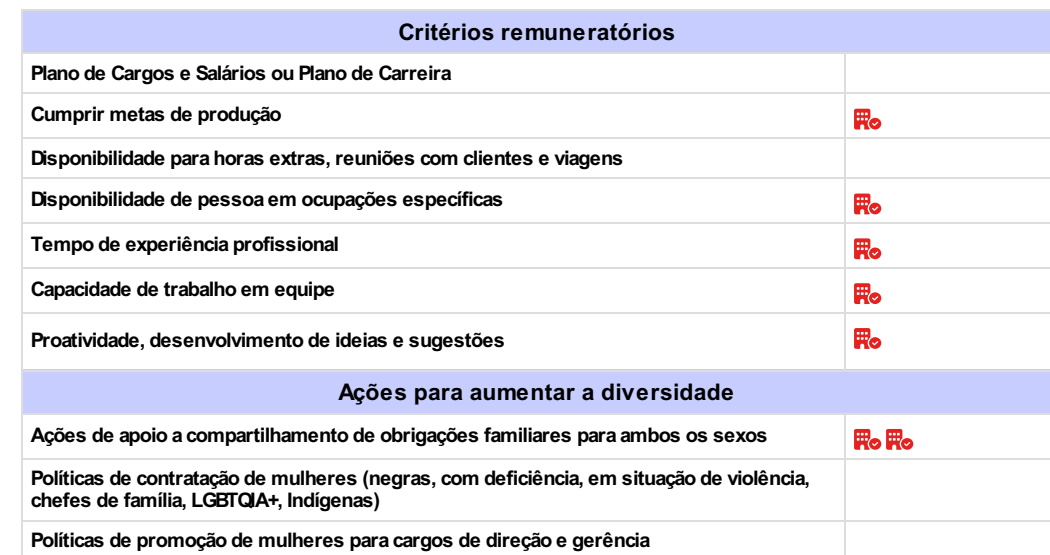 Critérios remuneratórios
Plano de Cargos e Salários ou Plano de Carreira
Cumprir metas de produção
Disponibilidade para horas extras, reuniões com clientes e viagens
Disponibilidade de pessoa em ocupações específicas
Tempo de experiência profissional
Capacidade de trabalho em equipe
Proatividade, desenvolvimento de ideias e sugestões
Ações para aumentar a diversidade
Ações de apoio a compartilhamento de obrigações familiares para ambos os sexos
Políticas de contratação de mulheres (negras, com deficiência, em situação de violência,
chefes de família, LGBTQIA+, Indígenas)
Políticas de promoção de mulheres para cargos de direção e gerência